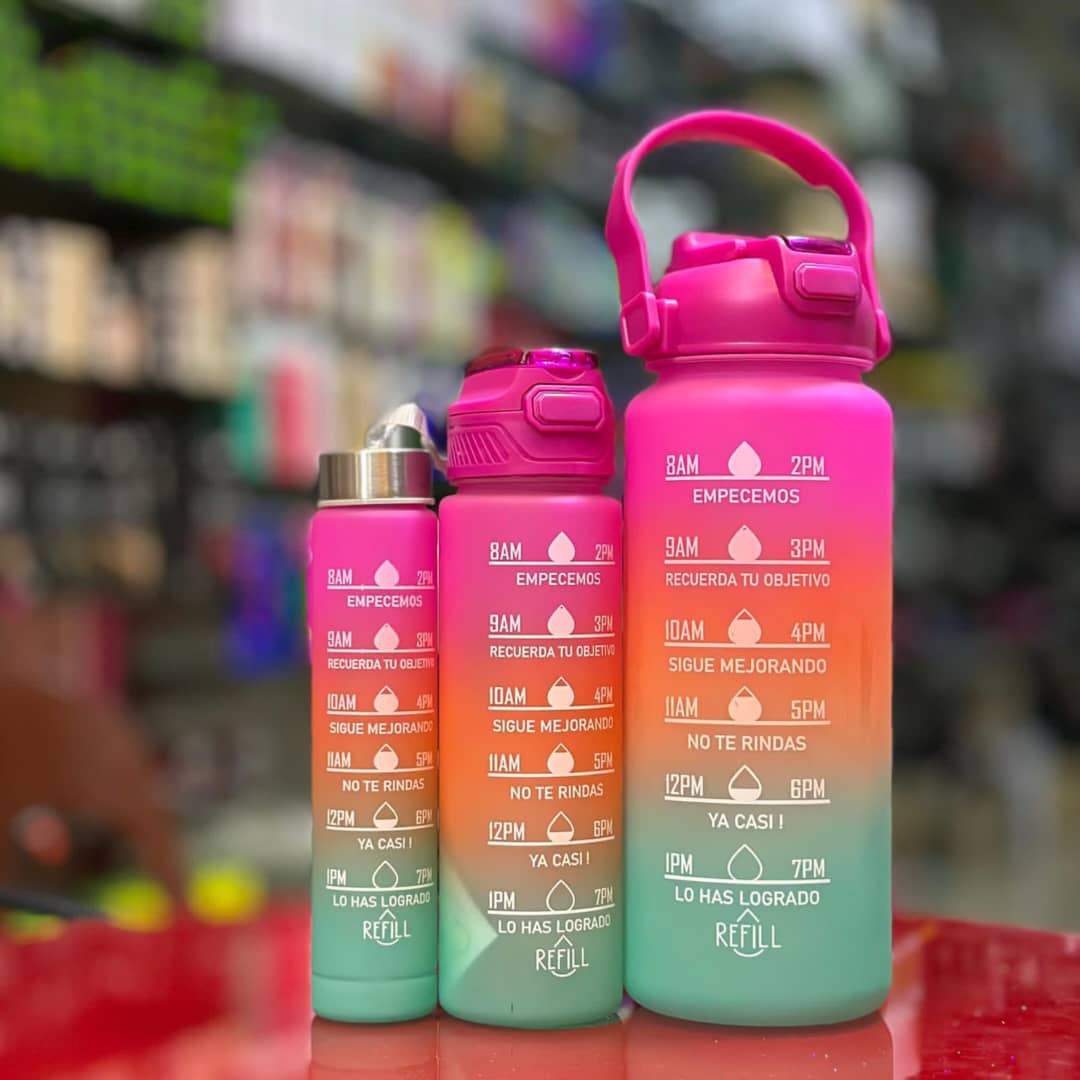 8AM 2PM
EMPECEMOS
9AM 3PM
RECUERDA TU OBJETIVO
10AM 4PM
SIGUE MEJORANDO
11AM 5PM
NO TE RINDAS
12PM 6PM
YA CASI !
1PM 7PM
LO HAS LOGRADO
REFILL
8AM 2PM
EMPECEMOS
9AM 3PM
RECUERDA TU OBJETIVO
10AM 4PM
SIGUE MEJORANDO
11AM 5PM
NO TE RINDAS
12PM 6PM
YA CASI !
1PM 7PM
LO HAS LOGRADO
REFILL
8AM 2PM
EMPECEMOS
9AM 3PM
RECUERDA TU OBJETIVO
10AM 4PM
SIGUE MEJORANDO
11AM 5PM
NO TE RINDAS
12PM 6PM
YA CASI !
1PM 7PM
LO HAS LOGRADO
REFILL